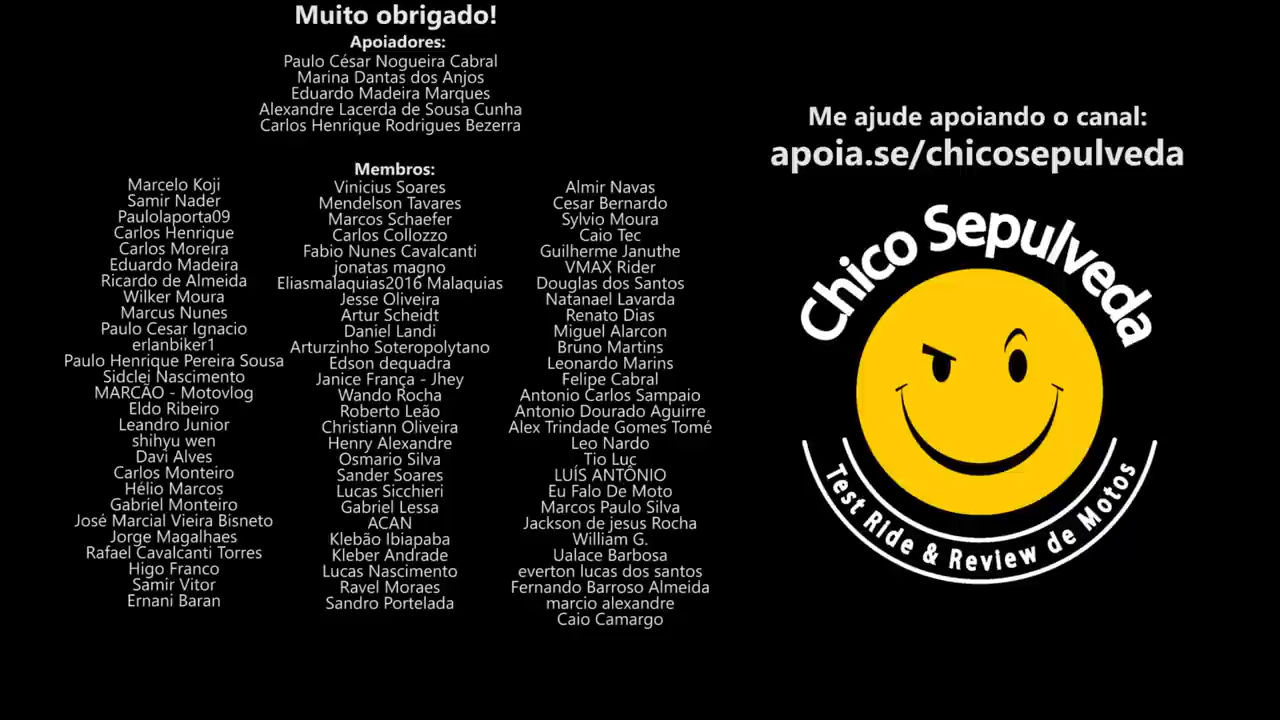 Muito obrigado!
Apoiadores:
Paulo César Nogueira Cabral
Marina Dantas dos Anjos
Eduardo Madeira Marques
Alexandre Lacerda de Sousa Cunha
Carlos Henrique Rodrigues Bezerra
Membros:
Marcelo Koji
Samir Nader
Paulolaporta09
Carlos Henrique
Carlos Moreira
Eduardo Madeira
Ricardo de Almeida
Wilker Moura
Marcus Nunes
Paulo Cesar Ignacio
erlanbiker1
Paulo Henrique Pereira Sousa
Sidclei Nascimento
MARCÃO - Motovlog
Eldo Ribeiro
Leandro Junior
shihyu wen
Davi Alves
Carlos Monteiro
Hélio Marcos
Gabriel Monteiro
José Marcial Vieira Bisneto
Jorge Magalhaes
Rafael Cavalcanti Torres
Higo Franco
Samir Vitor
Ernani Baran
Vinicius Soares
Mendelson Tavares
Marcos Schaefer
Carlos Collozzo
Fabio Nunes Cavalcanti
jonatas magno
Eliasmalaquias2016 Malaquias
Jesse Oliveira
Artur Scheidt
Daniel Landi
Arturzinho Soteropolytano
Edson dequadra
Janice França - Jhey
Wando Rocha
Roberto Leão
Christiann Oliveira
Henry Alexandre
Osmario Silva
Sander Soares
Lucas Sicchieri
Gabriel Lessa
ACAN
Klebão Ibiapaba
Kleber Andrade
Lucas Nascimento
Ravel Moraes
Sandro Portelada
Almir Navas
Cesar Bernardo
Sylvio Moura
Caio Tec
Guilherme Januthe
VMAX Rider
Douglas dos Santos
Natanael Lavarda
Renato Dias
Miguel Alarcon
Bruno Martins
Leonardo Marins
Felipe Cabral
Antonio Carlos Sampaio
Antonio Dourado Aguirre
Alex Trindade Gomes Tomé
Leo Nardo
Tio Luc
LUÍS ANTÔNIO
Eu Falo De Moto
Marcos Paulo Silva
Jackson de jesus Rocha
William G.
Ualace Barbosa
everton lucas dos santos
Fernando Barroso Almeida
marcio alexandre
Caio Camargo
Me ajude apoiando o canal:
apoia.se/chicosepulveda
Chico Sepulveda
Test Ride & Review de Motos